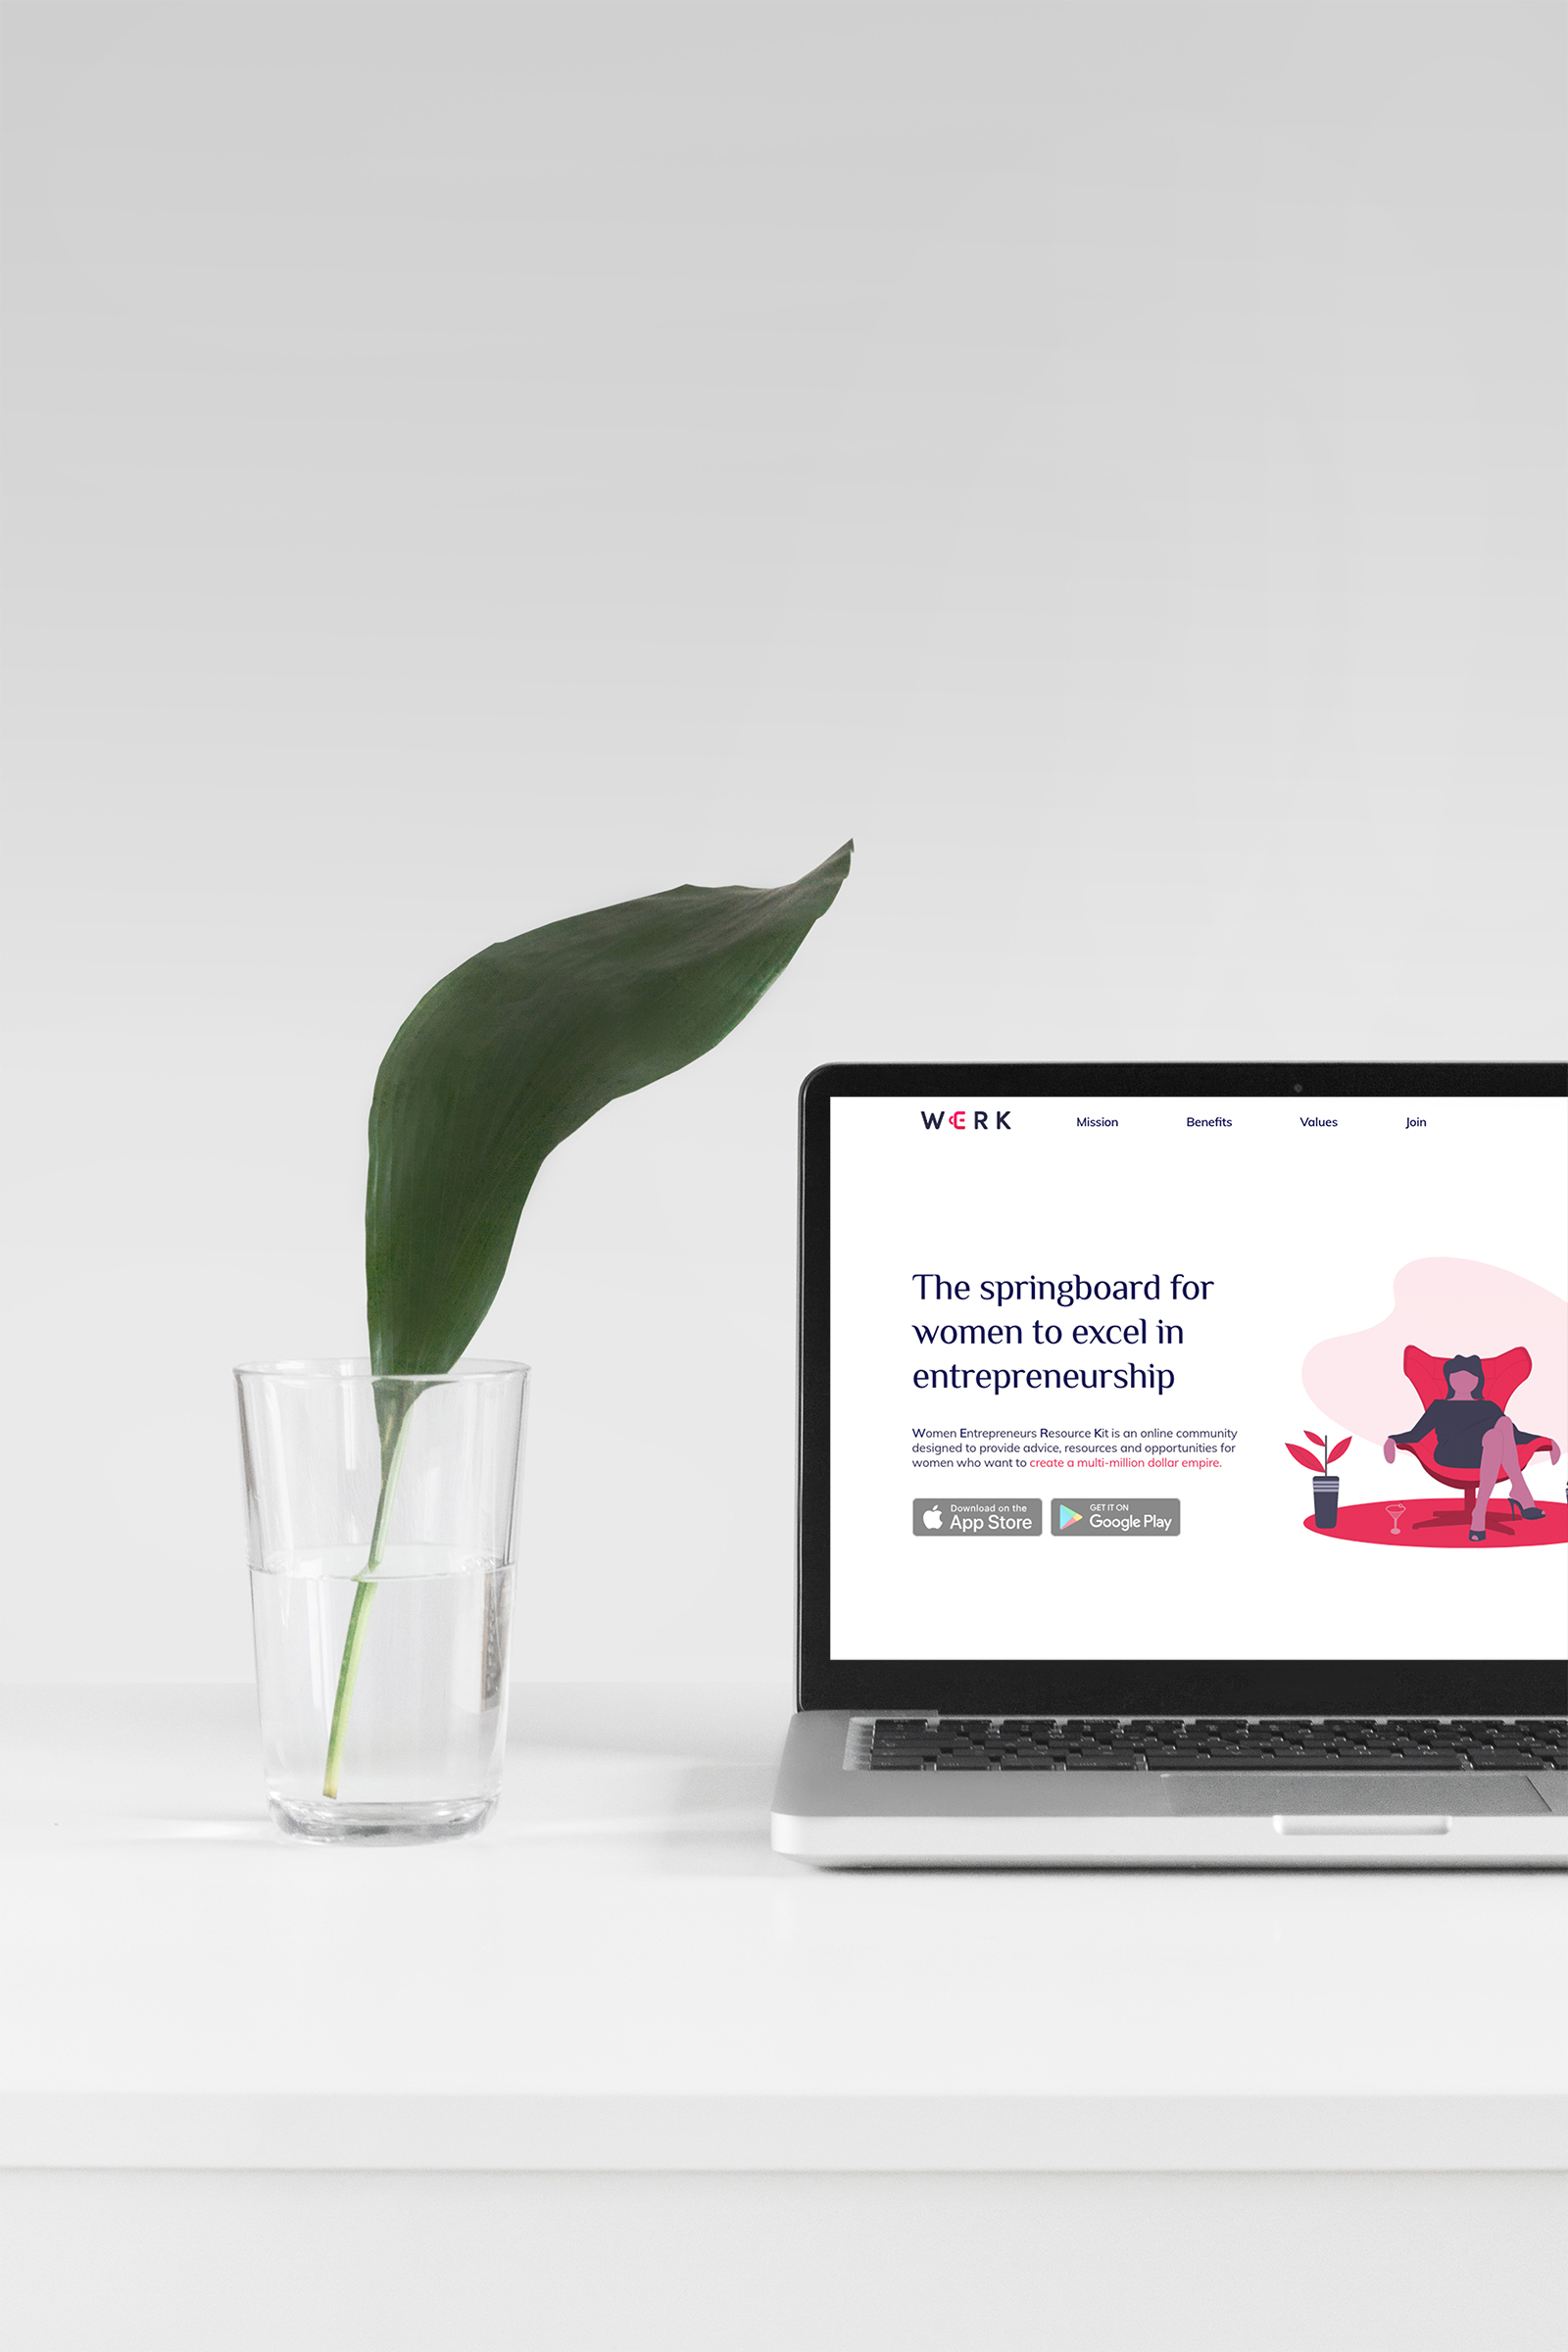 WERK Mission Benefits Values Join
The springboard for
women to excel in
entrepreneurship
Women Entrepreneurs Resource Kit is an online community
designed to provide advice, resources and opportunities for
women who want to create a multi-million dollar empire.
Download on the GET IT ON
App Store Google Play